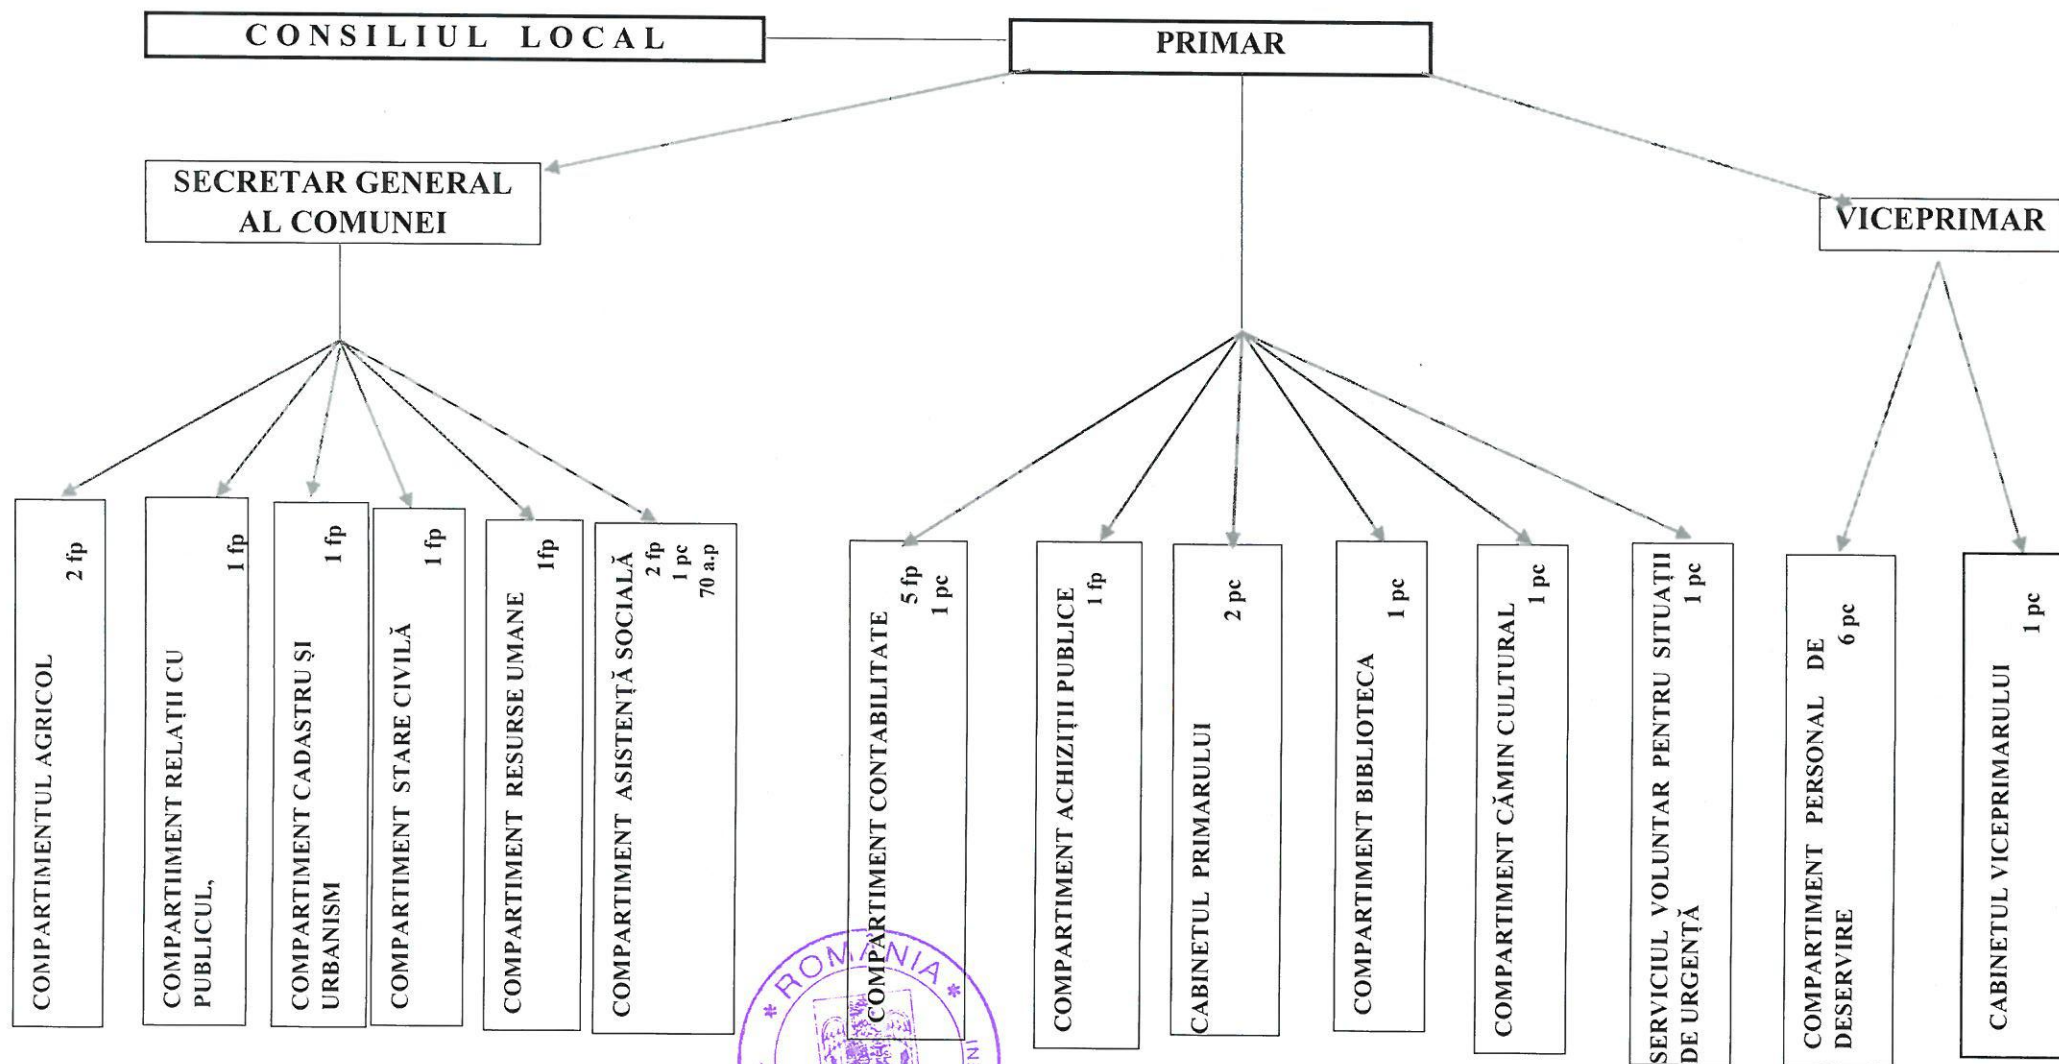 CONSILIUL LOCAL
PRIMAR
SECRETAR GENERAL
AL COMUNEI
VICEPRIMAR
COMPARTIMENTUL AGRICOL
2 fp
COMPARTIIMENT RELAȚII CU
PUBLICUL,
1 fp
COMPARTIMENT CADASTRU ȘI
URBANISM
1 fp
COMPARTIMENT STARE CIVILĂ
1 fp
COMPARTIMENT RESURSE UMANE
1fp
COMPARTIMENT ASISTENȚĂ SOCIALĂ
2 fp
1 pc
70 a.p
COMPARTIMENT CONTABILITATE
5 fp
1 pc
COMPARTIMENT ACHIZIȚII PUBLICE
1 fp
CABINETUL PRIMARULUI
2 pc
COMPARTIMENT BIBLIOTECA
1 pc
COMPARTIMENT CĂMIN CULTURAL
1 pc
SERVICIUL VOLUNTAR PENTRU SITUAȚII
DE URGENȚĂ
1 pc
COMPARTIMENT PERSONAL DE
DESERVIRE
6 pc
CABINETUL VICEPRIMARULUI
1 pc
* ROMÂNIA *